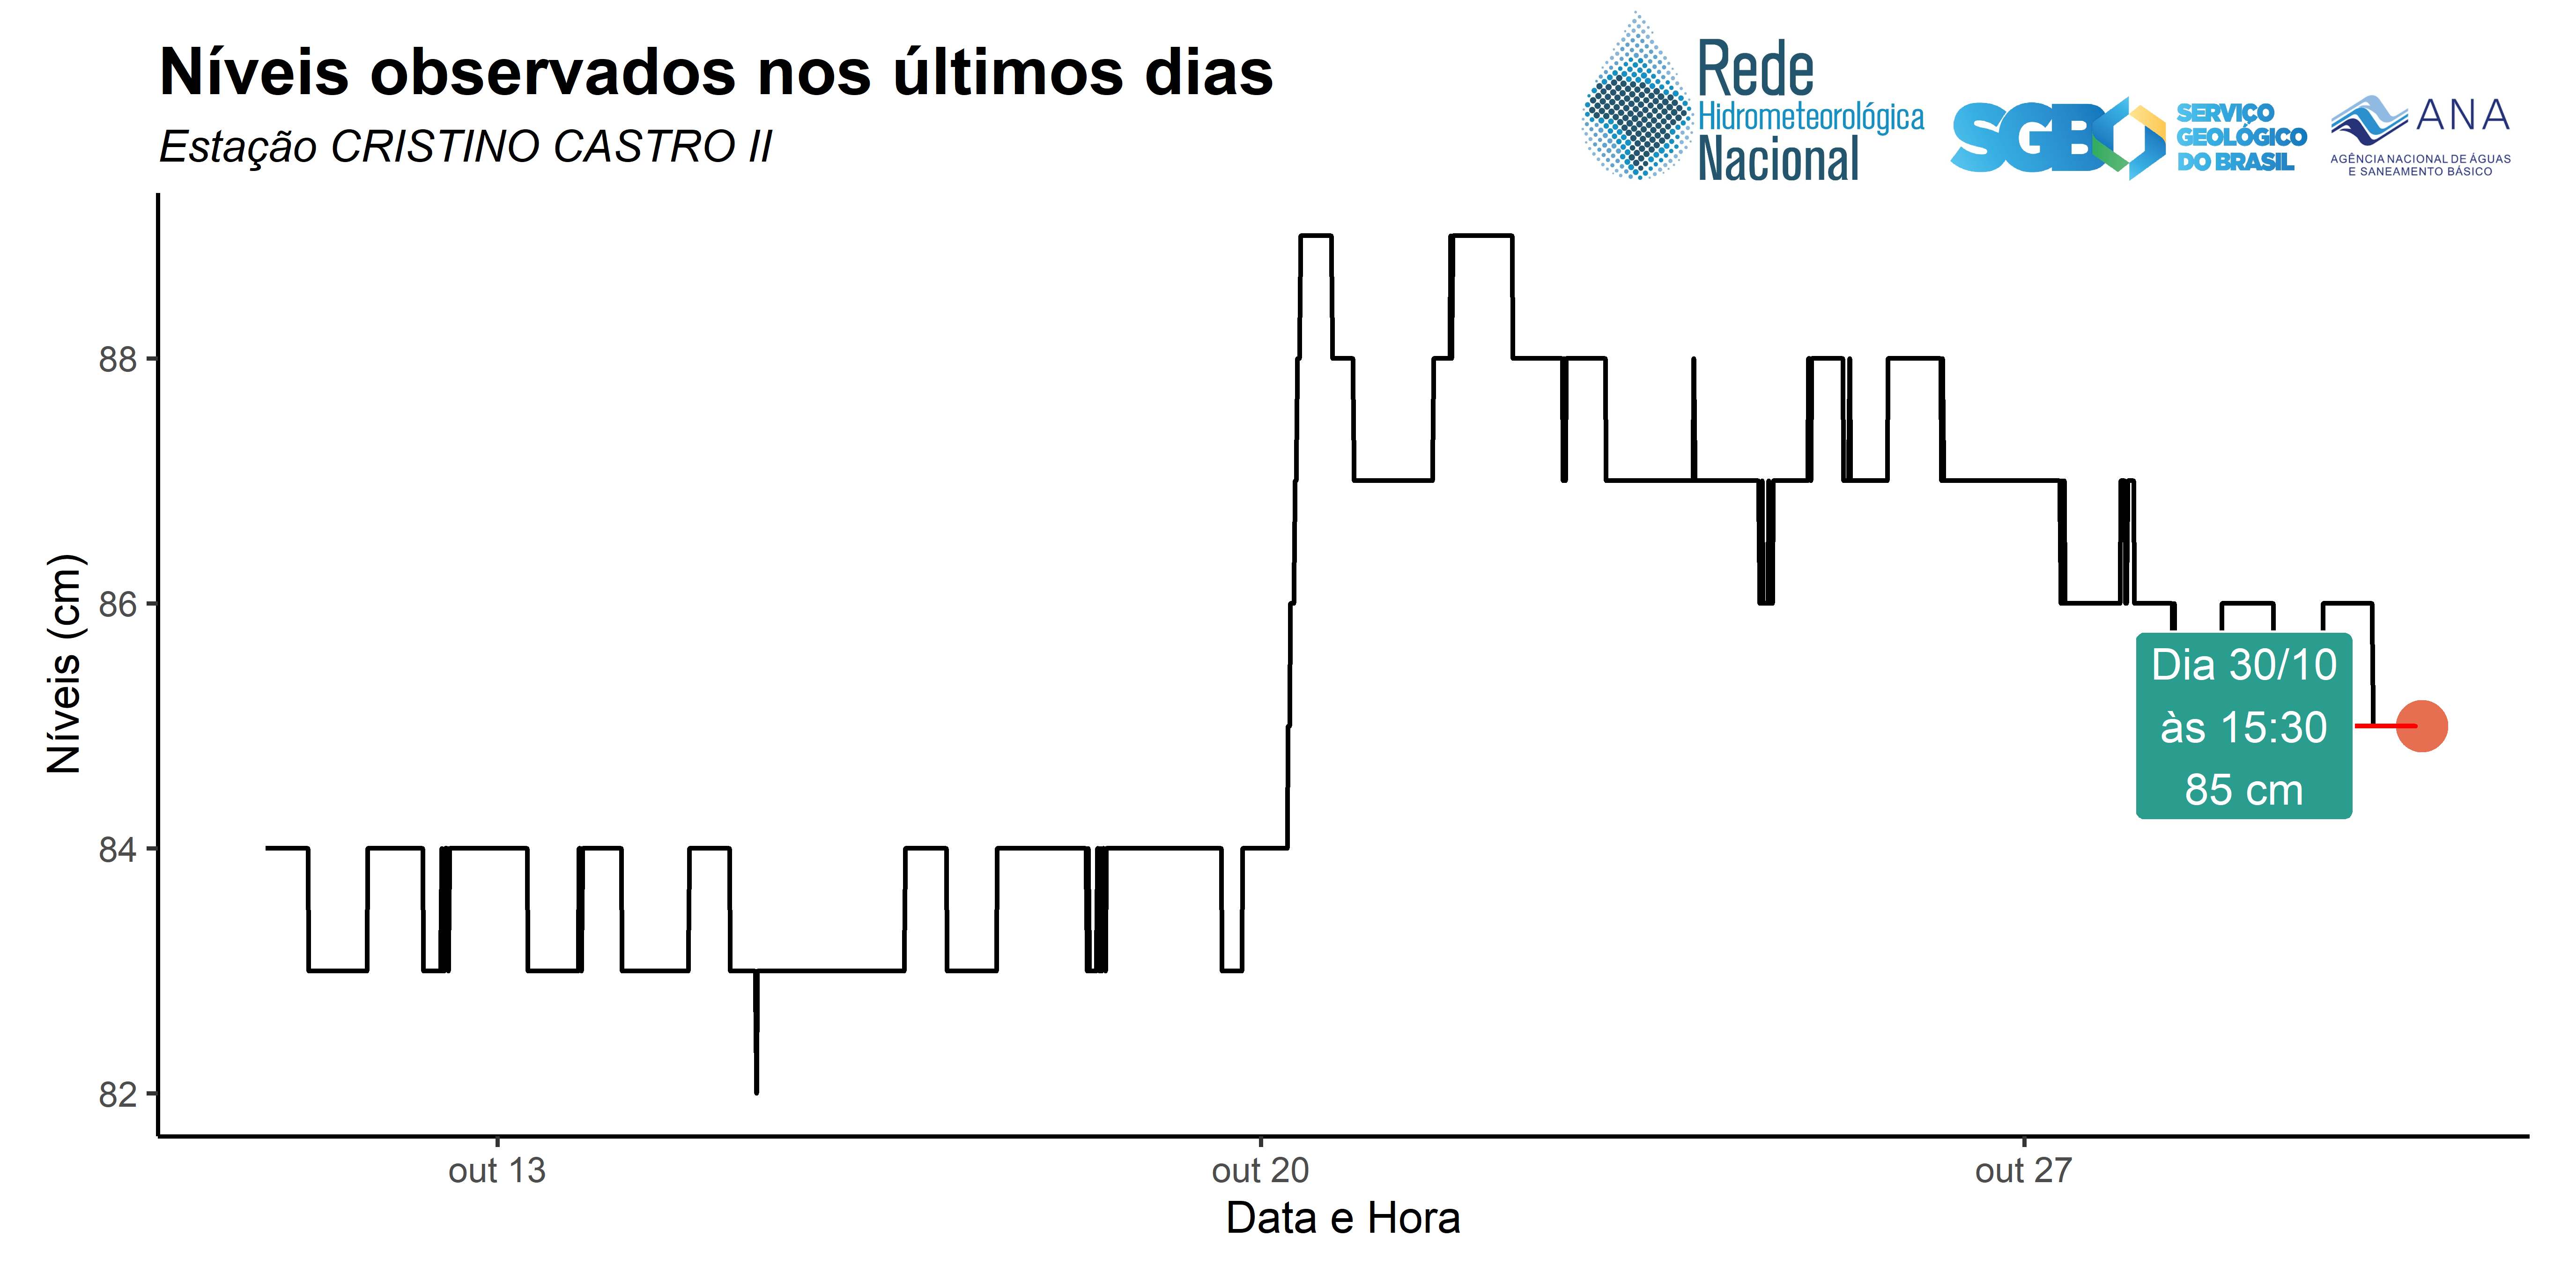 Níveis observados nos últimos dias
Estação CRISTINO CASTRO II
Rede
Hidrometeorológica
Nacional
SGB
SERVIÇO
GEOLÓGICO
DO BRASIL
ANA
AGÊNCIA NACIONAL DE ÁGUAS
E SANEAMENTO BÁSICO
Níveis (cm)
88
86
84
82
Dia 30/10
às 15:30
85 cm
out 13
out 20
out 27
Data e Hora